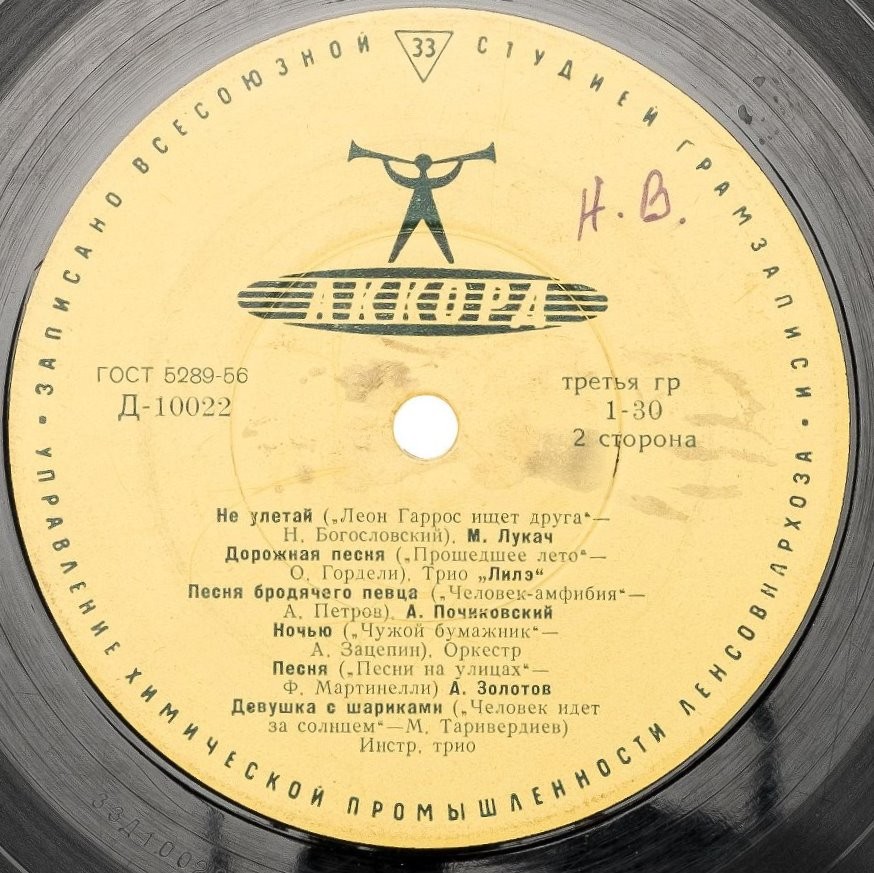 ЗАПИСАНО ВСЕСОЮЗНОЙ СТУДИЕЙ ГРАМЗАПИСИ
33
Н. В.
АККОРД
ГОСТ 5289-56
Д-10022
третья гр
1-30
2 сторона
Не улетай („Леон Гаррос ищет друга“—
Н. Богословский), М. Лукач
Дорожная песня („Прошедшее лето“—
О. Гордели), Трио „Лилэ“
Песня бродячего певца („Человек-амфибия“—
А. Петров), А. Почиковский
Ночью („Чужой бумажник“—
А. Зацепин), Оркестр
Песня („Песни на улицах“—
Ф. Мартинелли) А. Золотов
Девушка с шариками („Человек идет
за солнцем“—М. Таривердиев)
Инстр, трио
УПРАВЛЕНИЕ ХИМИЧЕСКОЙ ПРОМЫШЛЕННОСТИ ЛЕНСОВНАРХОЗА